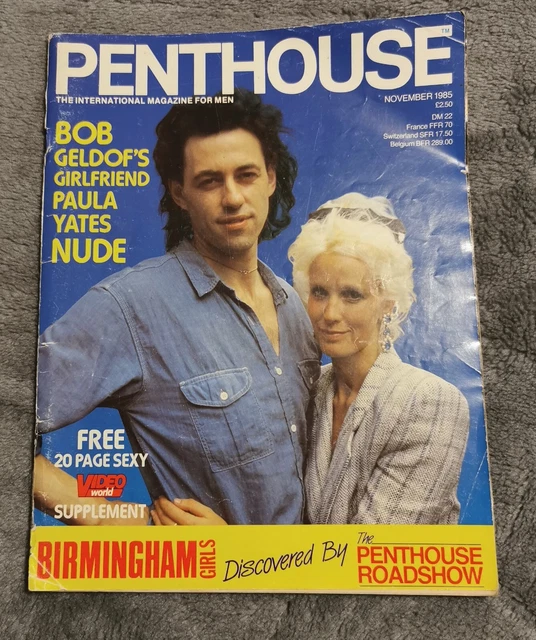 PENTHOUSE™
THE INTERNATIONAL MAGAZINE FOR MEN
NOVEMBER 1985
£2.50
DM 22
France FFR 70
Switzerland SFR 17.50
Belgium BFR 289.00
BOB
GELDOF'S
GIRLFRIEND
PAULA
YATES
NUDE
FREE
20 PAGE SEXY
VIDEO
world
SUPPLEMENT
BIRMINGHAM GIRLS Discovered By The
PENTHOUSE
ROADSHOW